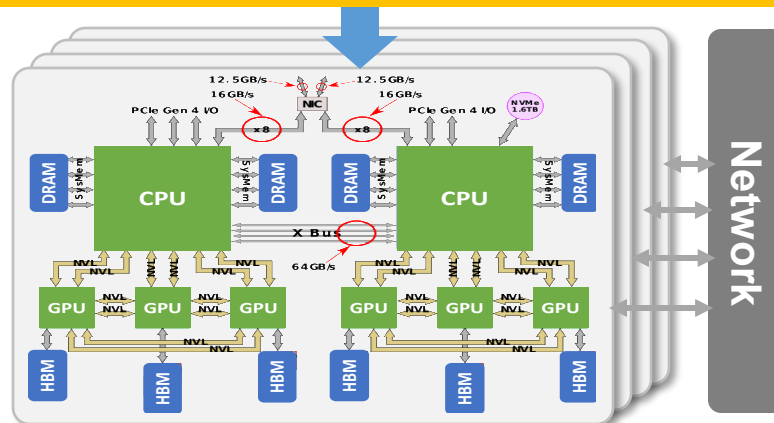 12.5GB/s 12.5GB/s
16GB/s 16GB/s
NIC
NVMe
1.6TB
PCIe Gen 4 I/O PCIe Gen 4 I/O
x8 x8
DRAM SysMem CPU SysMem DRAM DRAM SysMem CPU SysMem DRAM
X Bus
64GB/s
NVL NVL NVL NVL NVL NVL NVL NVL
NVL NVL NVL NVL
GPU NVL GPU NVL GPU GPU NVL GPU NVL GPU
NVL NVL NVL NVL
NVL NVL
NVL NVL
HBM HBM HBM HBM HBM HBM
Network